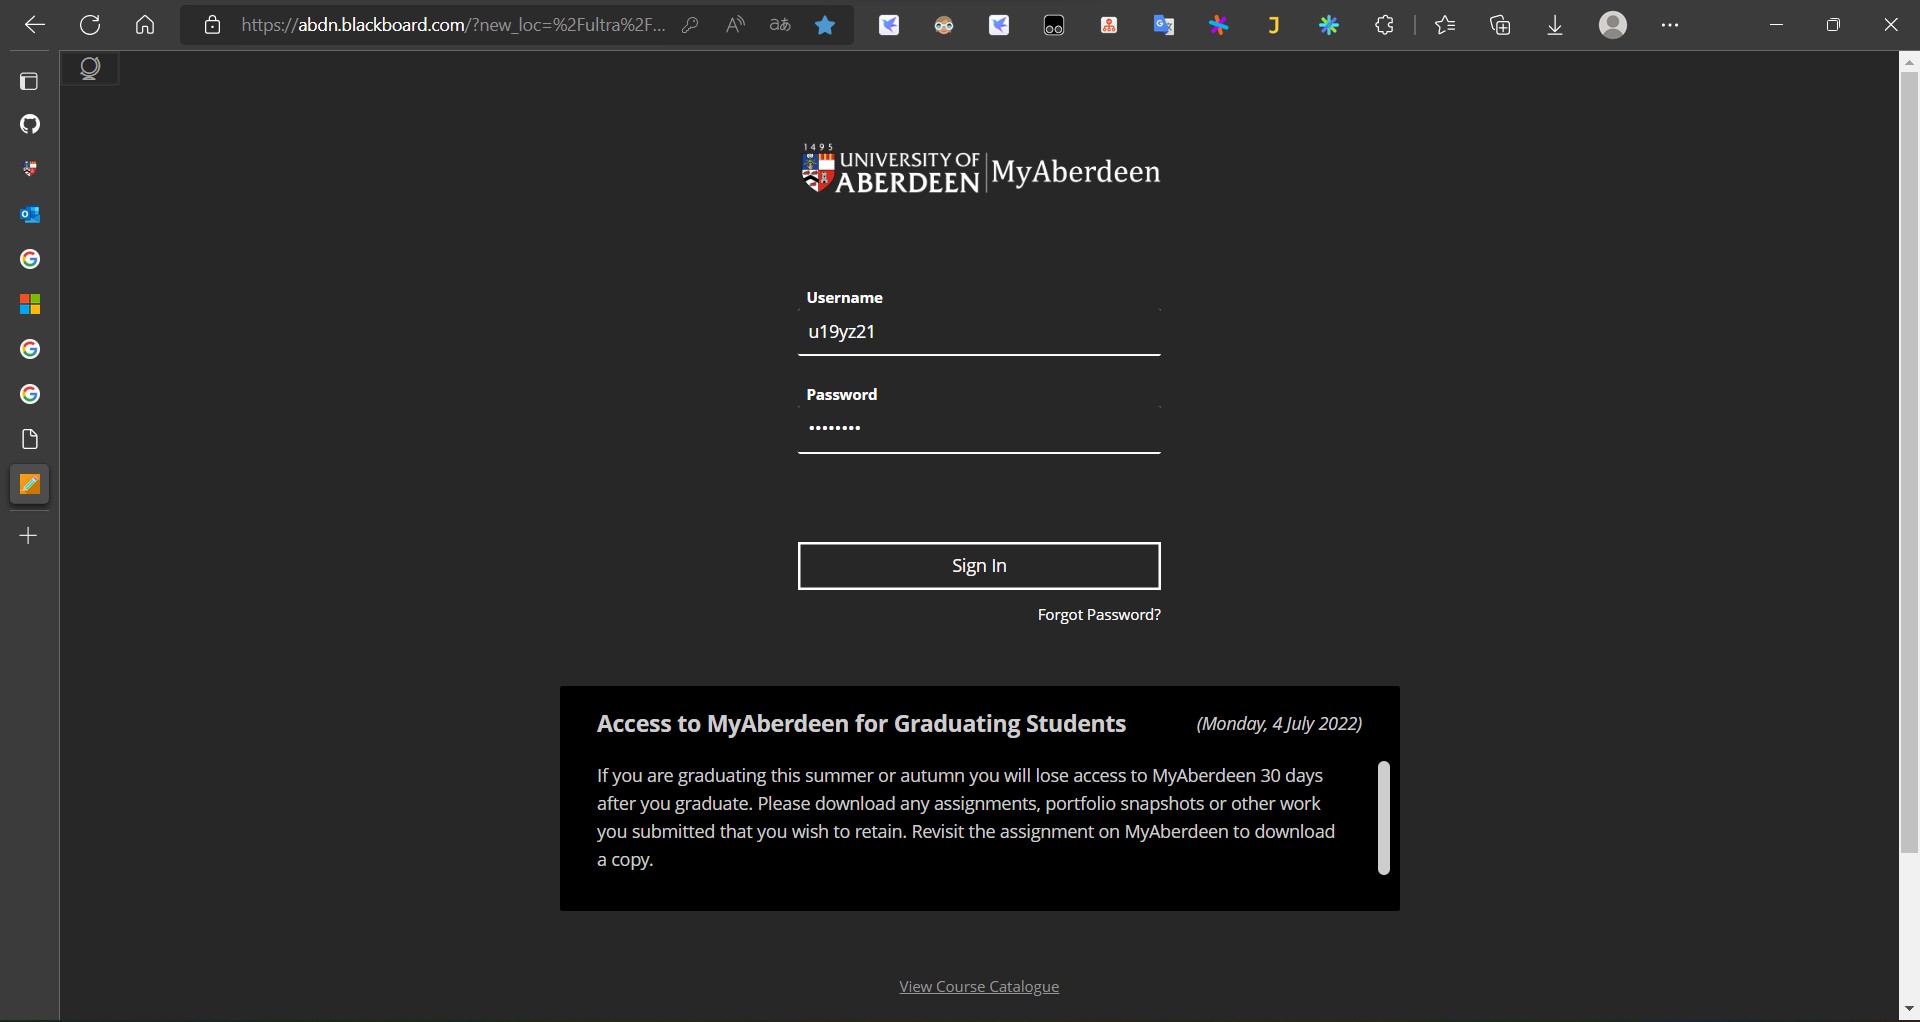 https://abdn.blackboard.com/?new_loc=%2Fultra%2F...
1495
UNIVERSITY OF
ABERDEEN
MyAberdeen
Username
u19yz21
Password
••••••••
Sign In
Forgot Password?
Access to MyAberdeen for Graduating Students (Monday, 4 July 2022)
If you are graduating this summer or autumn you will lose access to MyAberdeen 30 days
after you graduate. Please download any assignments, portfolio snapshots or other work
you submitted that you wish to retain. Revisit the assignment on MyAberdeen to download
a copy.
View Course Catalogue